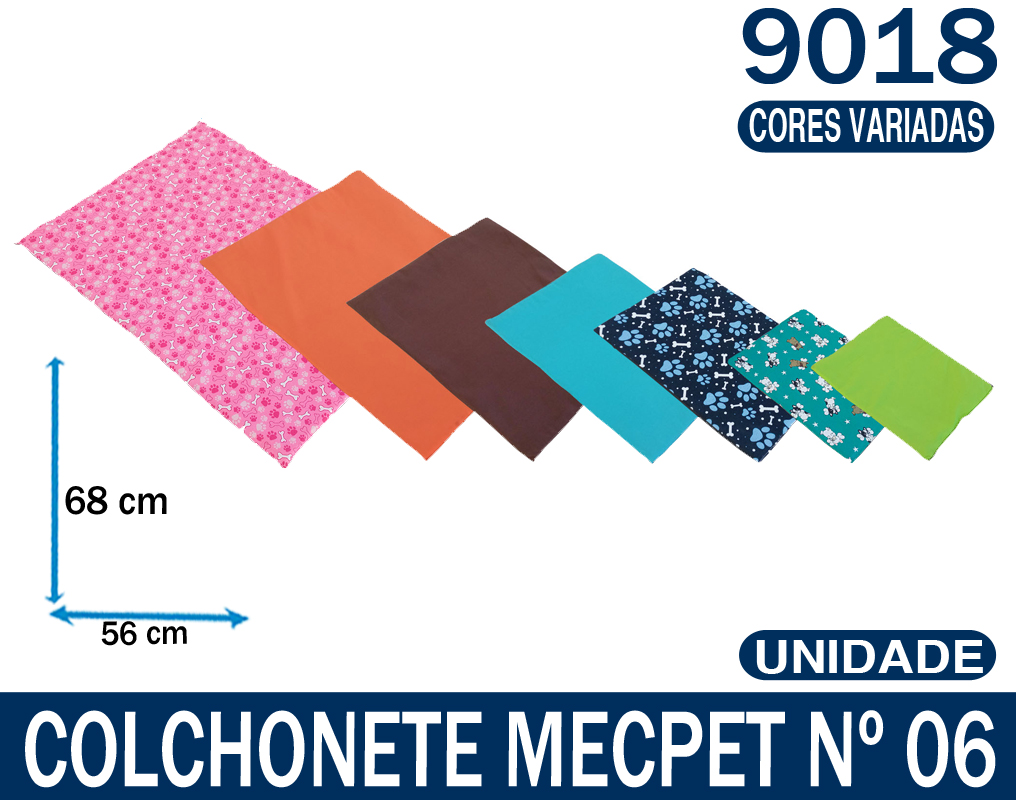 9018
CORES VARIADAS
68 cm
56 cm
UNIDADE
COLCHONETE MECPET Nº 06